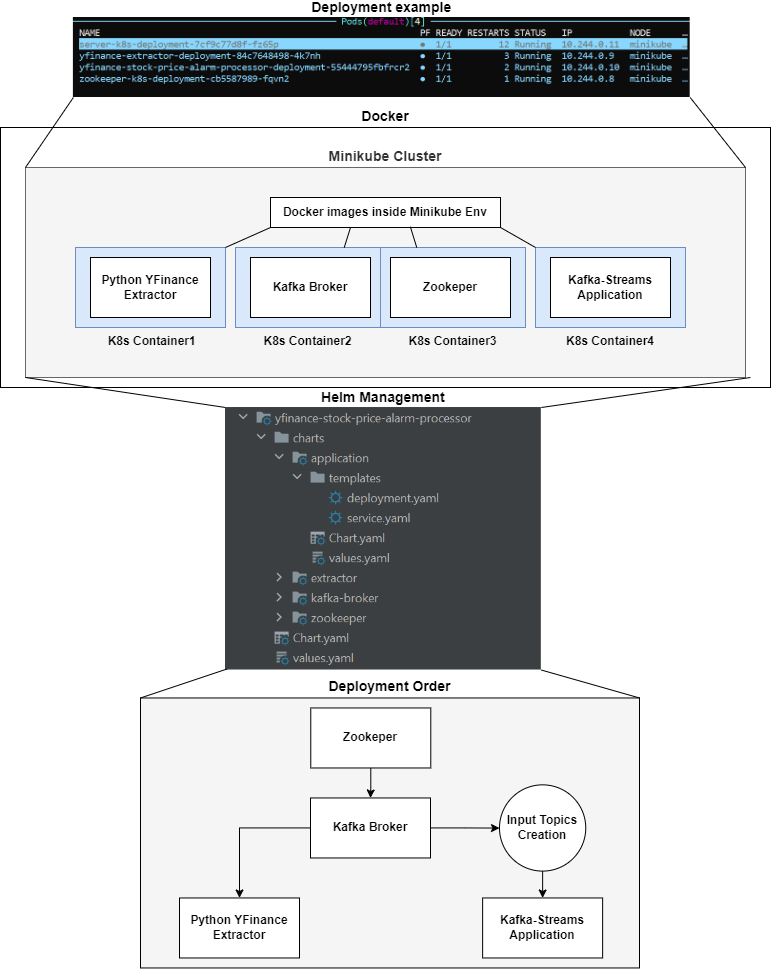 Deployment example
Pods(default)[4]
NAME PF READY RESTARTS STATUS IP NODE …
server-k8s-deployment-7cf9c77d8f-fz65p ● 1/1 12 Running 10.244.0.11 minikube …
yfinance-extractor-deployment-84c7648498-4k7nh ● 1/1 3 Running 10.244.0.9 minikube …
yfinance-stock-price-alarm-processor-deployment-55444795fbfrcr2 ● 1/1 2 Running 10.244.0.10 minikube …
zookeeper-k8s-deployment-cb5587989-fqvn2 ● 1/1 1 Running 10.244.0.8 minikube …
Docker
Minikube Cluster
Docker images inside Minikube Env
Python YFinance
Extractor
Kafka Broker
Zookeper
Kafka-Streams
Application
K8s Container1
K8s Container2
K8s Container3
K8s Container4
Helm Management
yfinance-stock-price-alarm-processor
charts
application
templates
deployment.yaml
service.yaml
Chart.yaml
values.yaml
extractor
kafka-broker
zookeeper
Chart.yaml
values.yaml
Deployment Order
Zookeper
Kafka Broker
Input Topics
Creation
Python YFinance
Extractor
Kafka-Streams
Application